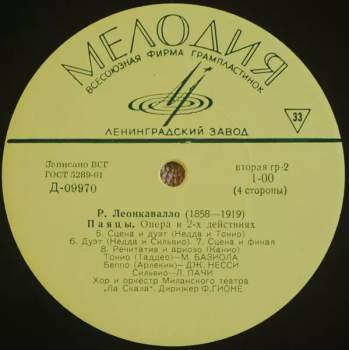 МЕЛОДИЯ
ВСЕСОЮЗНАЯ ФИРМА ГРАМПЛАСТИНОК
33
ЛЕНИНГРАДСКИЙ ЗАВОД
Записано ВСГ
ГОСТ 5289-61
Д-09970
вторая гр-2
1-00
(4 стороны)
Р. Леонкавалло (1858—1919)
Паяцы. Опера в 2-х действиях
5. Сцена и дуэт (Недда и Тонио)
6. Дуэт (Недда и Сильвио) 7. Сцена и финал
8. Речитатив и ариозо (Канио)
Тонио (Таддео)—М. БАЗИОЛА
Беппо (Арлекин)—ДЖ. НЕССИ
Сильвио—Л. ПАЧИ
Хор и оркестр Миланского театра
„Ла Скала“. Дирижер Ф. ГИОНЕ